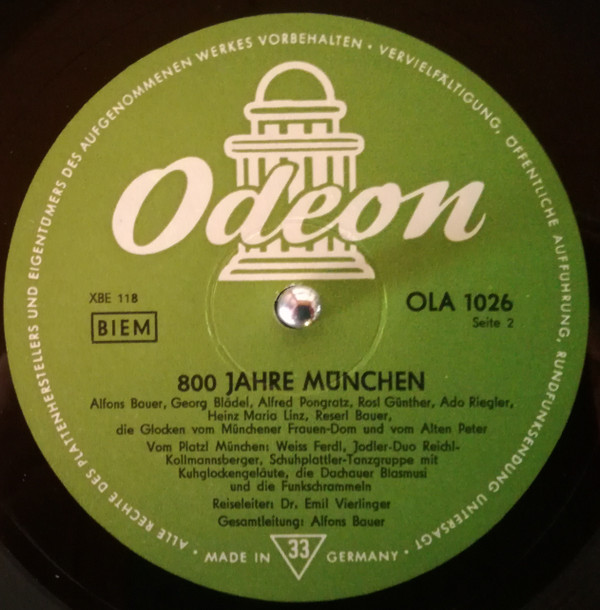 ALLE RECHTE DES PLATTENHERSTELLERS UND EIGENTÜMERS DES AUFGENOMMENEN WERKES VORBEHALTEN • VERVIELFÄLTIGUNG, ÖFFENTLICHE AUFFÜHRUNG, RUNDFUNKSENDUNG UNTERSAGT •
Odeon
XBE 118
BIEM
OLA 1026
Seite 2
800 JAHRE MÜNCHEN
Alfons Bauer, Georg Blädel, Alfred Pongratz, Rosl Günther, Ado Riegler,
Heinz Maria Linz, Reserl Bauer,
die Glocken vom Münchener Frauen-Dom und vom Alten Peter
Vom Platzl München: Weiss Ferdl, Jodler-Duo Reichl-
Kollmannsberger, Schuhplattler-Tanzgruppe mit
Kuhglockengeläute, die Dachauer Blasmusi
und die Funkschrammeln
Reiseleiter: Dr. Emil Vierlinger
Gesamtleitung: Alfons Bauer
MADE IN 33 GERMANY •